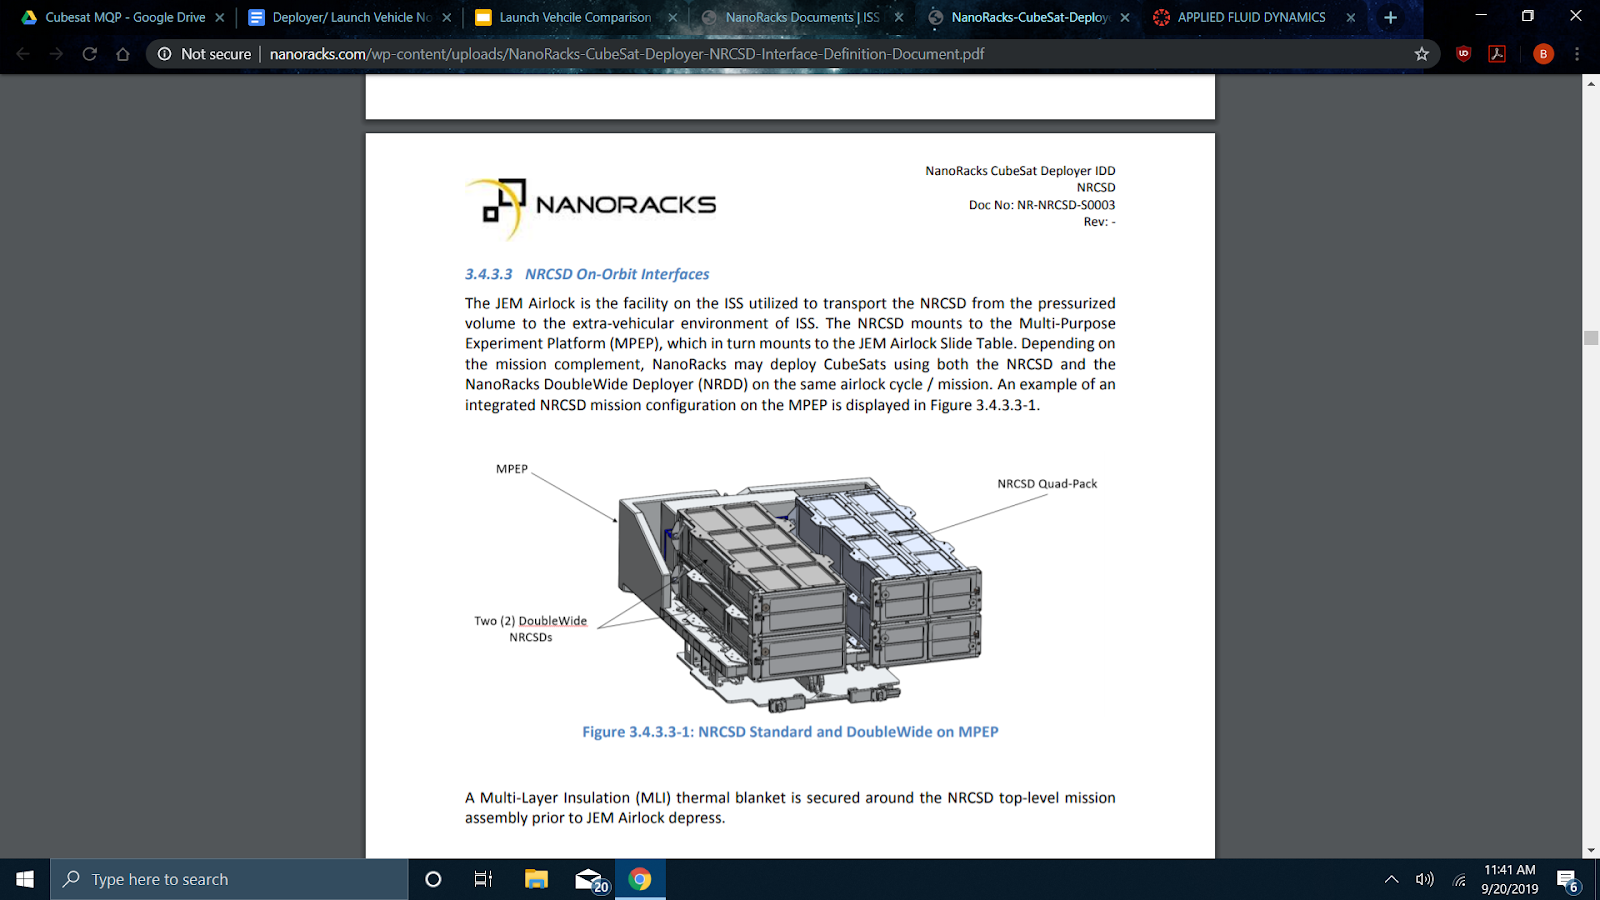 Cubesat MQP - Google Drive
Deployer/ Launch Vehicle No
Launch Vehcile Comparison
NanoRacks Documents | ISS
NanoRacks-CubeSat-Deploy
APPLIED FLUID DYNAMICS
Not secure | nanoracks.com/wp-content/uploads/NanoRacks-CubeSat-Deployer-NRCSD-Interface-Definition-Document.pdf
B
NANORACKS
NanoRacks CubeSat Deployer IDD
NRCSD
Doc No: NR-NRCSD-S0003
Rev: -
3.4.3.3 NRCSD On-Orbit Interfaces
The JEM Airlock is the facility on the ISS utilized to transport the NRCSD from the pressurized
volume to the extra-vehicular environment of ISS. The NRCSD mounts to the Multi-Purpose
Experiment Platform (MPEP), which in turn mounts to the JEM Airlock Slide Table. Depending on
the mission complement, NanoRacks may deploy CubeSats using both the NRCSD and the
NanoRacks DoubleWide Deployer (NRDD) on the same airlock cycle / mission. An example of an
integrated NRCSD mission configuration on the MPEP is displayed in Figure 3.4.3.3-1.
MPEP
NRCSD Quad-Pack
Two (2) DoubleWide
NRCSDs
Figure 3.4.3.3-1: NRCSD Standard and DoubleWide on MPEP
A Multi-Layer Insulation (MLI) thermal blanket is secured around the NRCSD top-level mission
assembly prior to JEM Airlock depress.
Type here to search
20
11:41 AM
9/20/2019
6